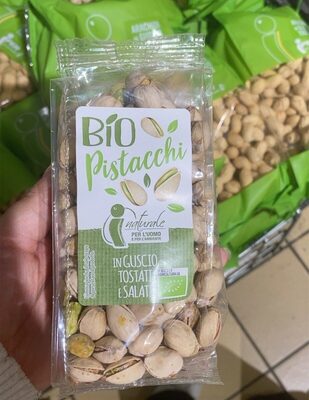 BiO
Pistacchi
i naturale
PER L'UOMO
E PER L'AMBIENTE
IN GUSCIO,
TOSTATI
E SALATI